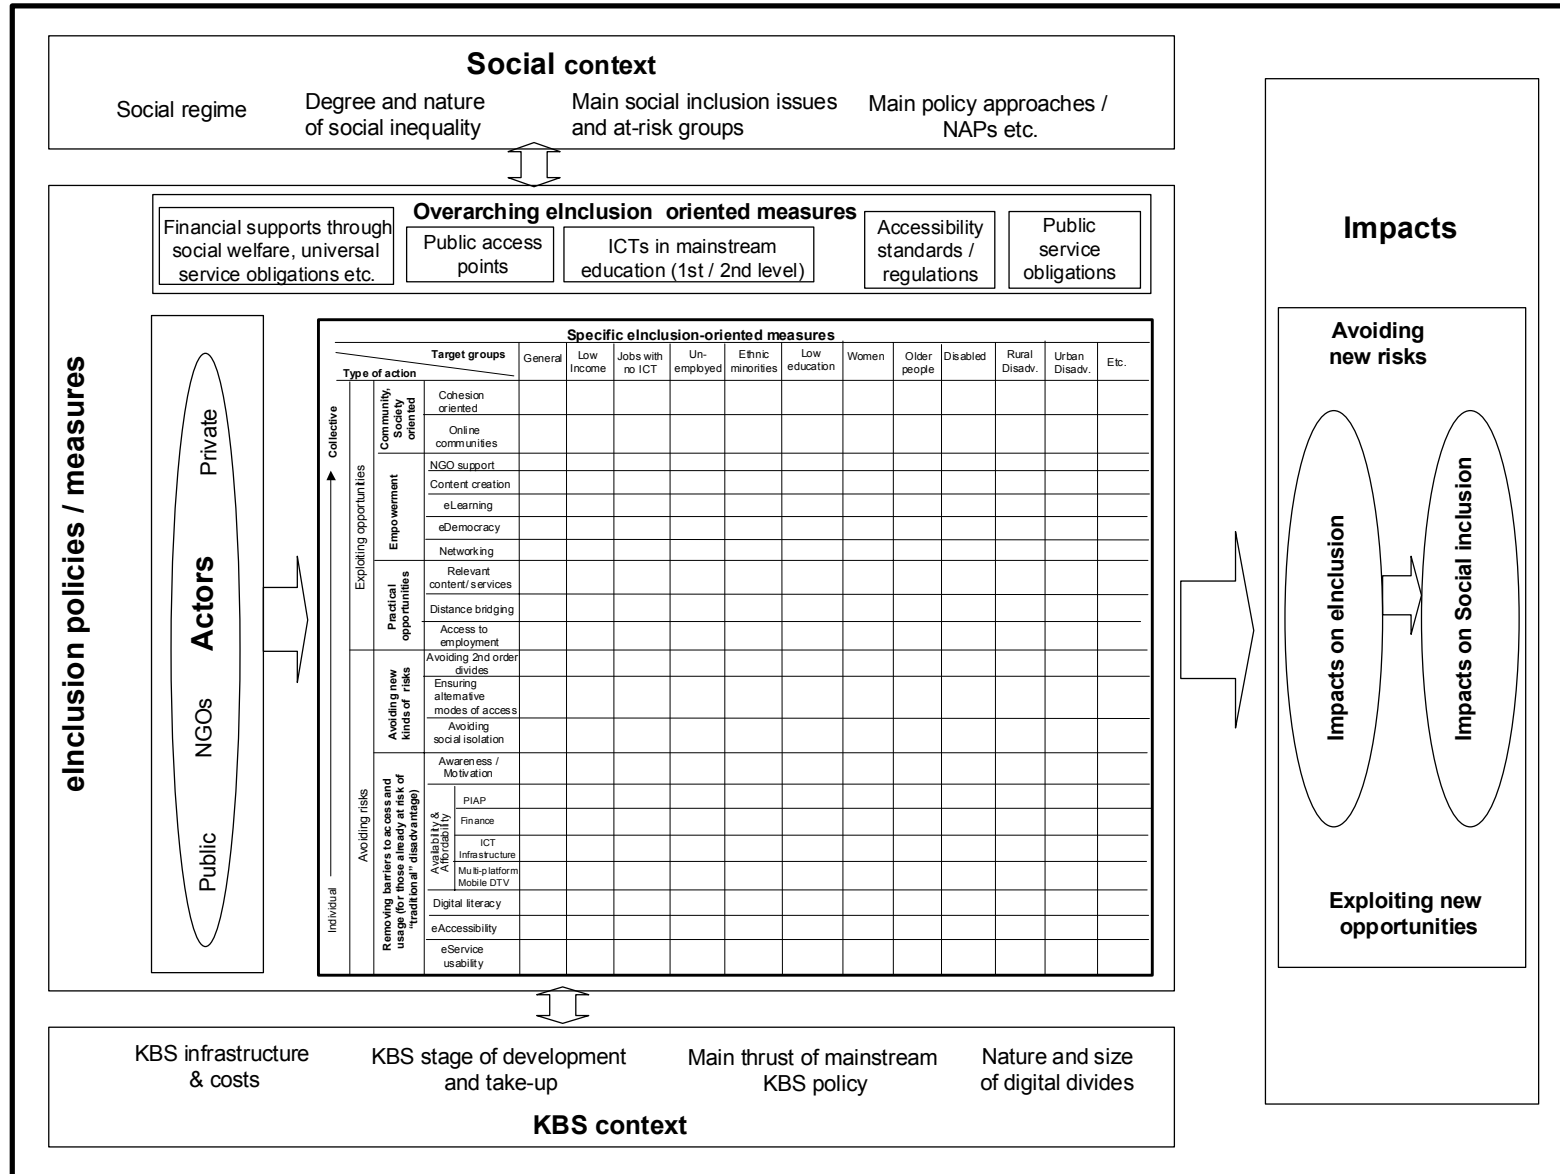 Social context
Social regime
Degree and nature
of social inequality
Main social inclusion issues
and at-risk groups
Main policy approaches /
NAPs etc.
eInclusion policies / measures
Overarching eInclusion oriented measures
Financial supports through
social welfare, universal
service obligations etc.
Public access
points
ICTs in mainstream
education (1st / 2nd level)
Accessibility
standards /
regulations
Public
service
obligations
Actors
Private
NGOs
Public
Specific eInclusion-oriented measures
Target groups
Type of action
General
Low
Income
Jobs with
no ICT
Un-
employed
Ethnic
minorities
Low
education
Women
Older
people
Disabled
Rural
Disadv.
Urban
Disadv.
Etc.
Collective
Individual
Exploiting opportunities
Community,
Society
oriented
Cohesion
oriented
Online
communities
Empowerment
NGO support
Content creation
eLearning
eDemocracy
Networking
Practical
opportunities
Relevant
content/ services
Distance bridging
Access to
employment
Avoiding risks
Avoiding new
kinds of risks
Avoiding 2nd order
divides
Ensuring
alternative
modes of access
Avoiding
social isolation
Removing barriers to access and
usage (for those already at risk of
“traditional” disadvantage)
Awareness /
Motivation
Availability &
Affordability
PIAP
Finance
ICT
Infrastructure
Multi-platform
Mobile DTV
Digital literacy
eAccessibility
eService
usability
Impacts
Avoiding
new risks
Impacts on eInclusion
Impacts on Social inclusion
Exploiting new
opportunities
KBS infrastructure
& costs
KBS stage of development
and take-up
Main thrust of mainstream
KBS policy
Nature and size
of digital divides
KBS context